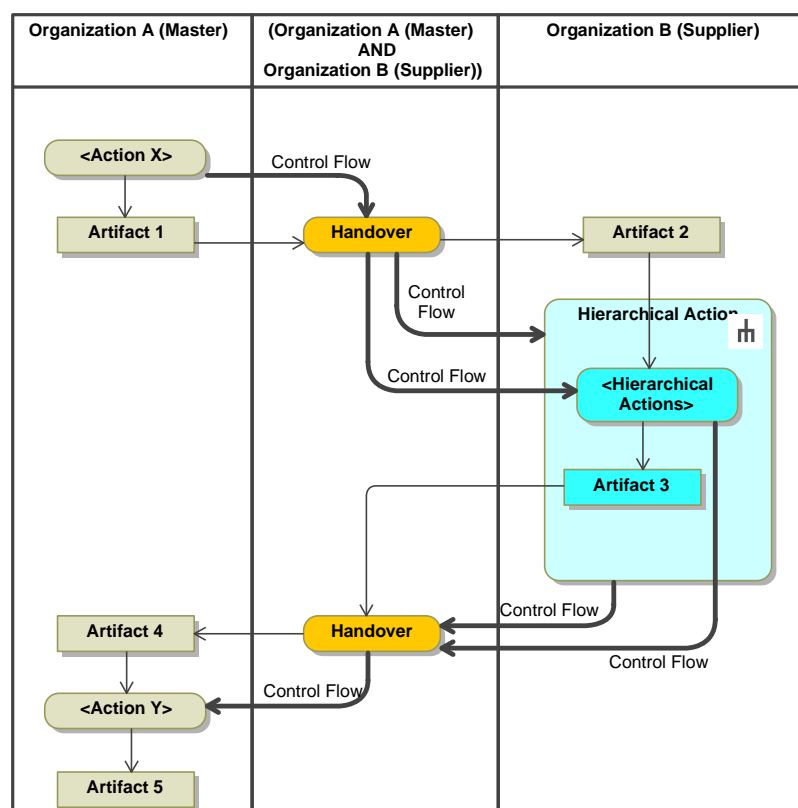 Organization A (Master)
(Organization A (Master)
AND
Organization B (Supplier))
Organization B (Supplier)
<Action X>
Control Flow
Artifact 1
Handover
Artifact 2
Control
Flow
Hierarchical Action
Control Flow
<Hierarchical
Actions>
Artifact 3
Control Flow
Artifact 4
Handover
Control Flow
Control Flow
<Action Y>
Artifact 5